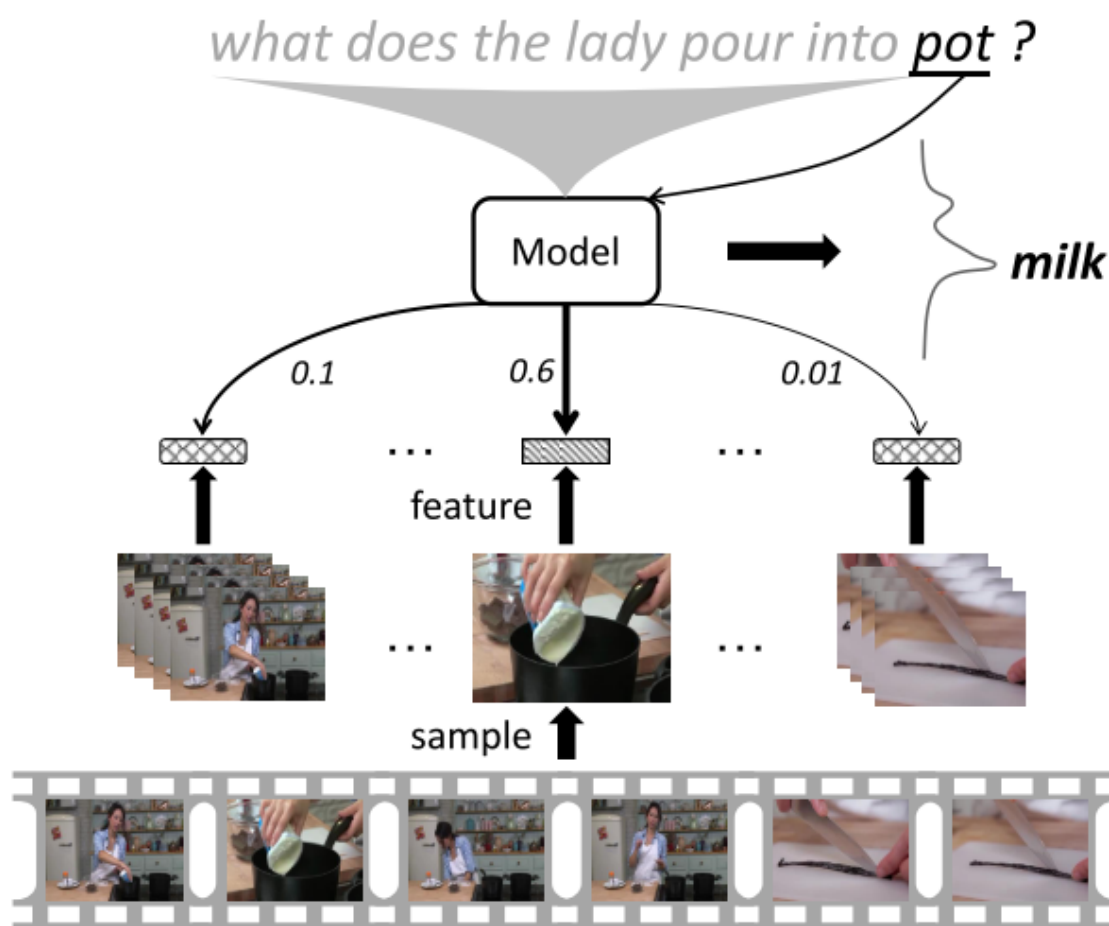 what does the lady pour into pot ?
Model
milk
0.1
0.6
0.01
...
...
feature
...
...
sample